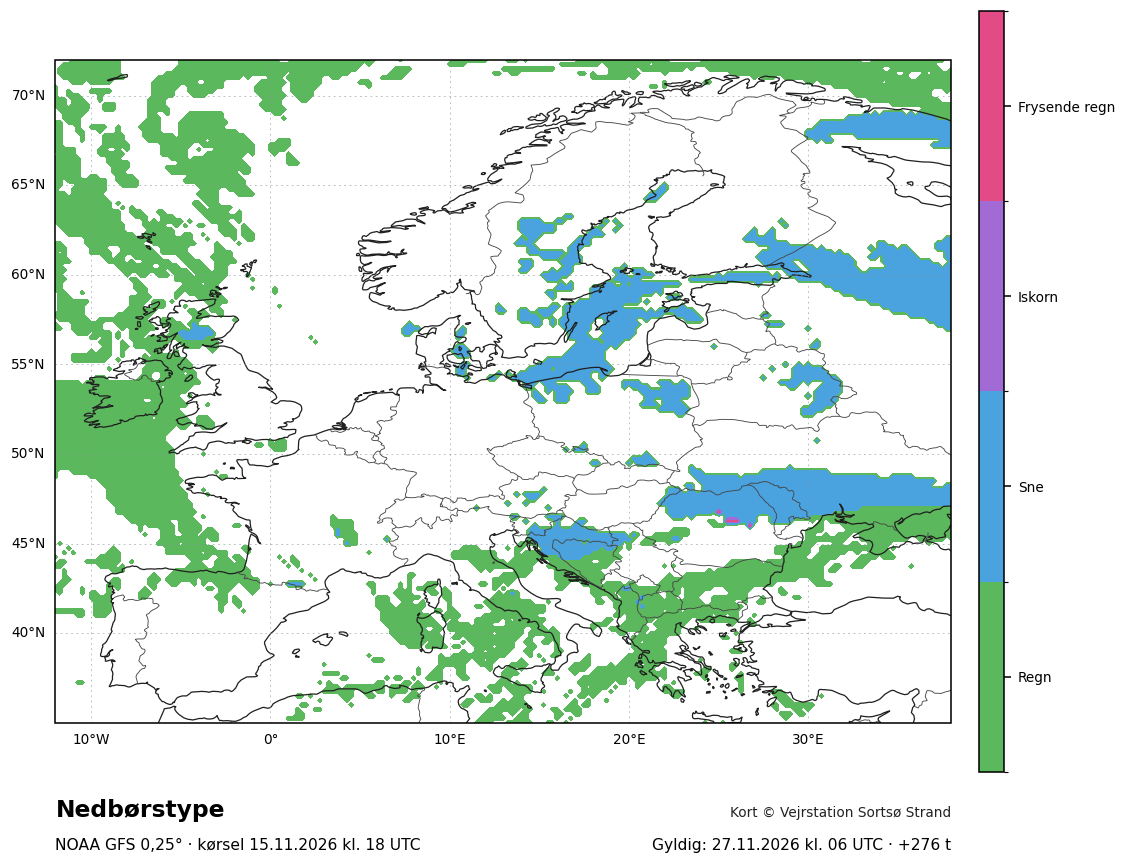 Frysende regn
Iskorn
Sne
Regn
70°N
65°N
60°N
55°N
50°N
45°N
40°N
10°W
0°
10°E
20°E
30°E
Nedbørstype
Kort © Vejrstation Sortsø Strand
NOAA GFS 0,25° · kørsel 15.11.2026 kl. 18 UTC
Gyldig: 27.11.2026 kl. 06 UTC · +276 t